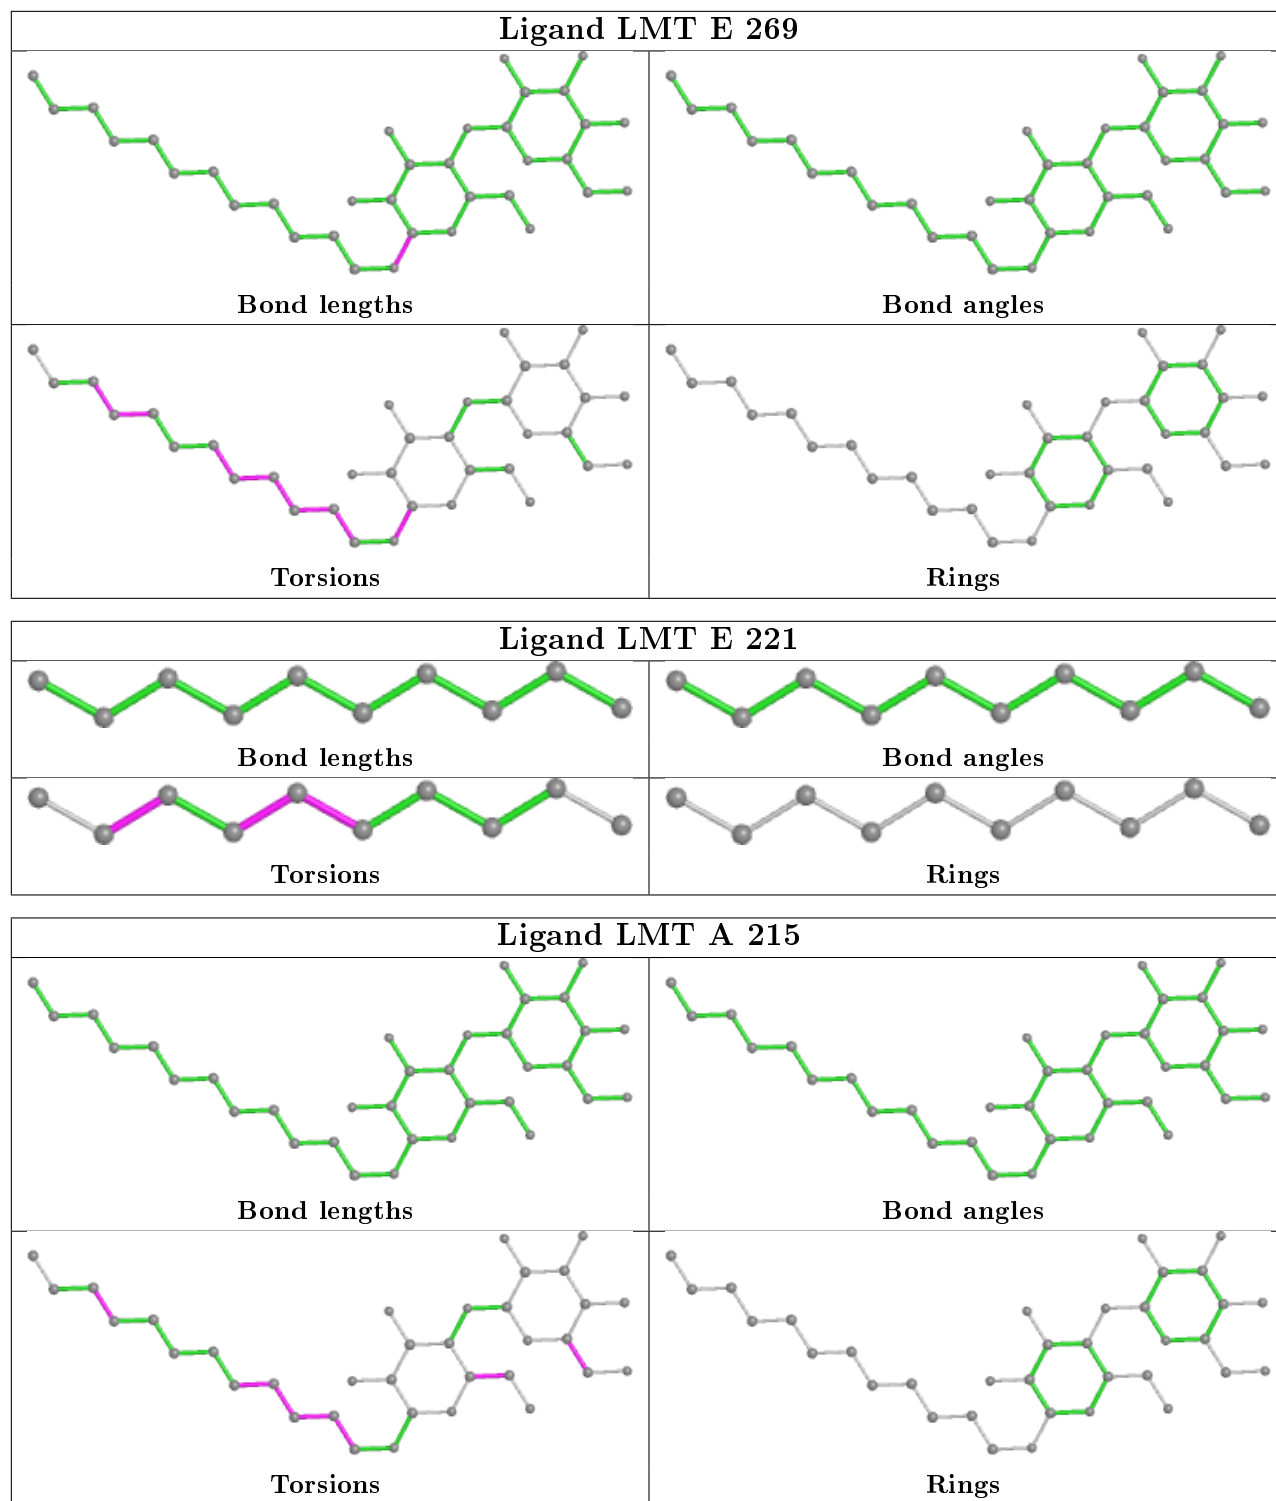 Ligand LMT E 269
Bond lengths
Bond angles
Torsions
Rings
Ligand LMT E 221
Bond lengths
Bond angles
Torsions
Rings
Ligand LMT A 215
Bond lengths
Bond angles
Torsions
Rings